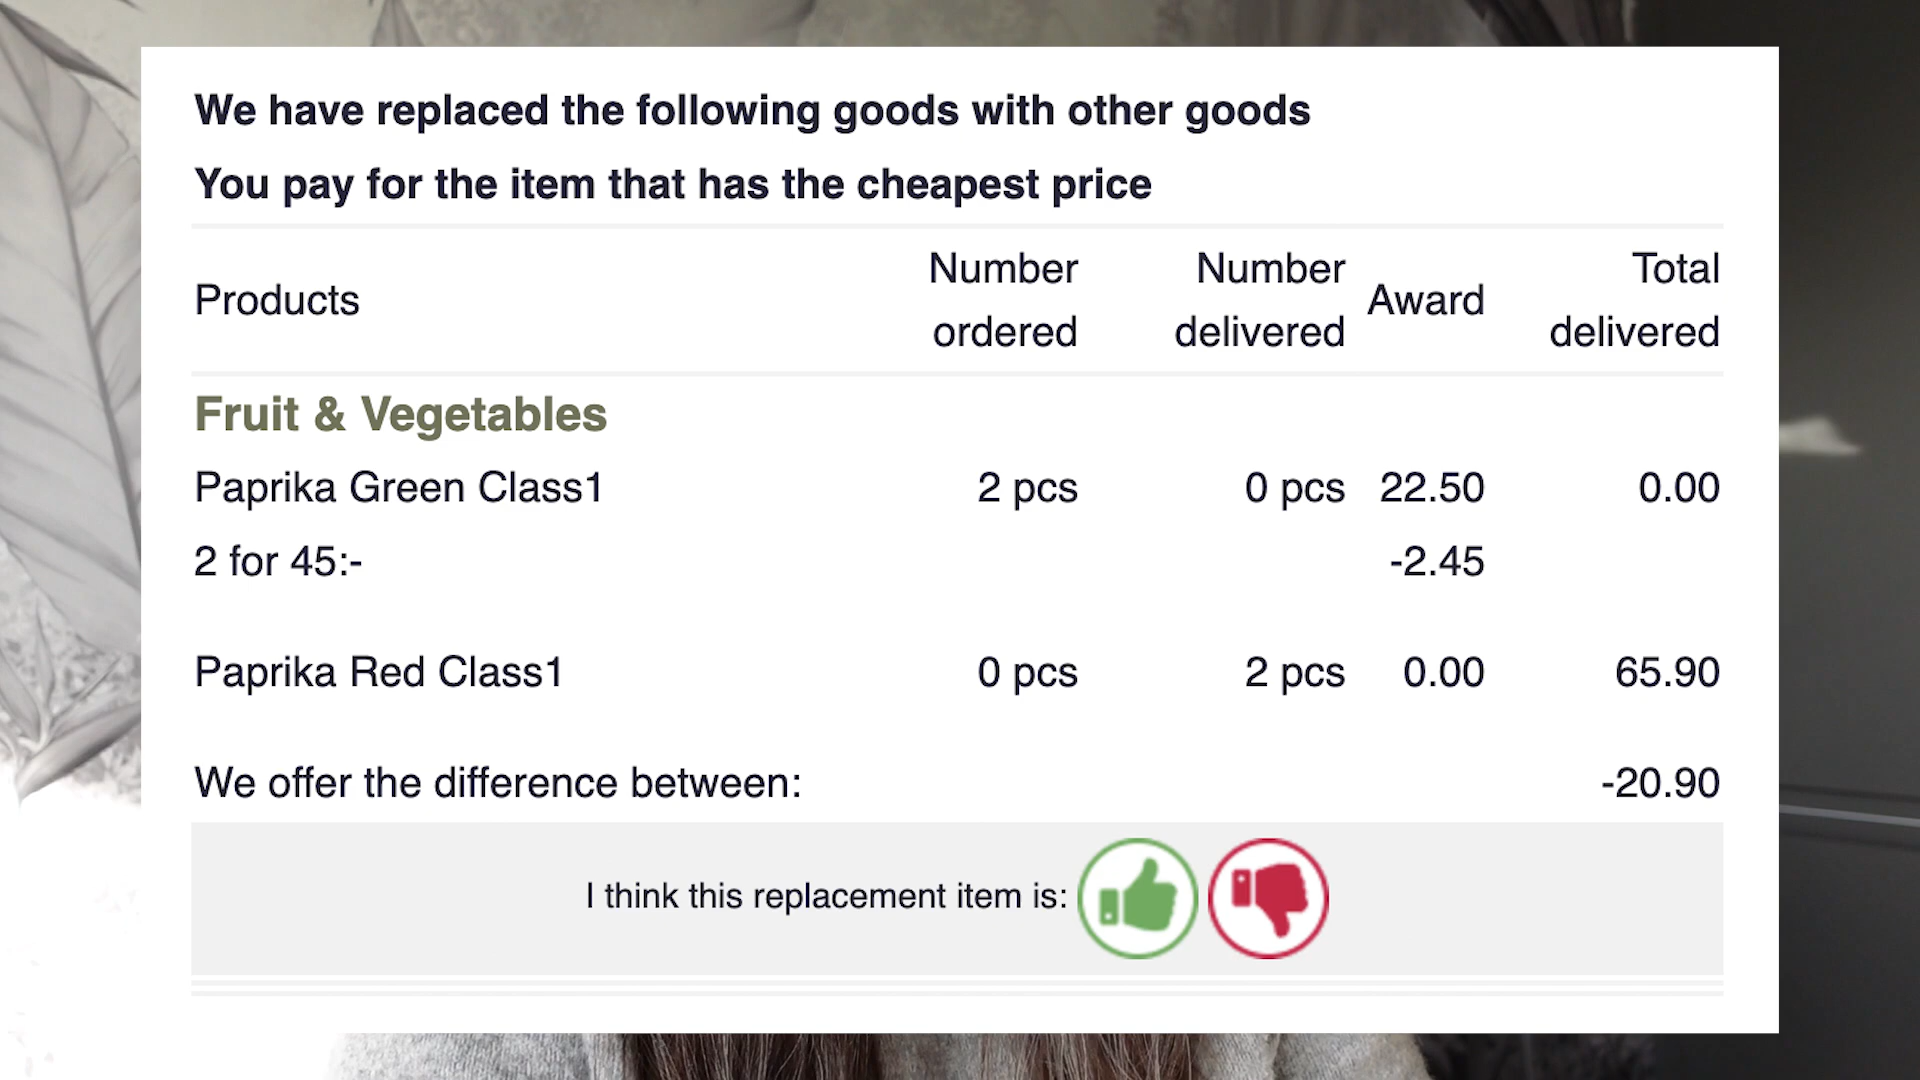 We have replaced the following goods with other goods
You pay for the item that has the cheapest price
Products Number ordered Number delivered Award Total delivered
Fruit & Vegetables
Paprika Green Class1 2 pcs 0 pcs 22.50 0.00
2 for 45:- -2.45
Paprika Red Class1 0 pcs 2 pcs 0.00 65.90
We offer the difference between: -20.90
I think this replacement item is: